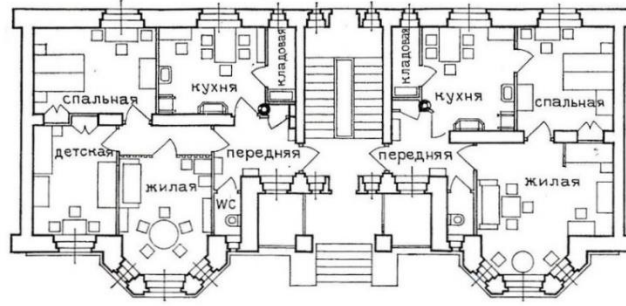 спальная
кухня
кладовая
кладовая
кухня
спальная
детская
жилая
передняя
WC
передняя
жилая